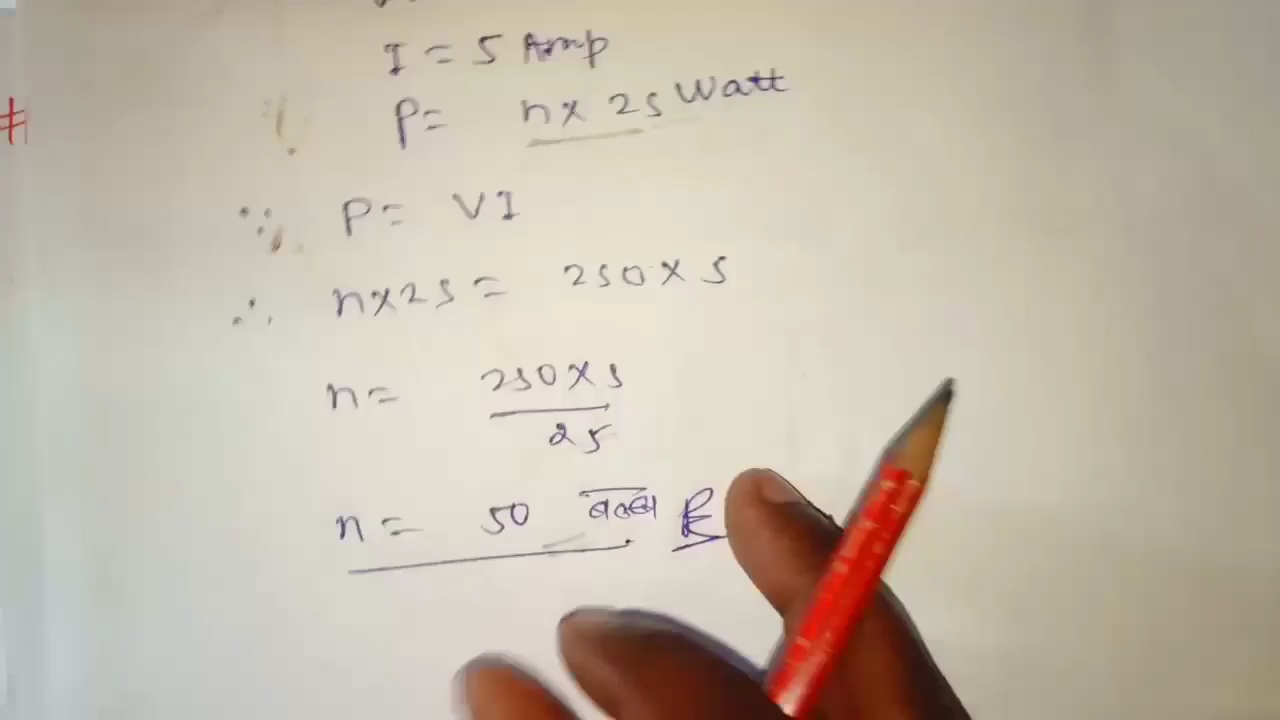 #
I = 5 Amp
P = n x 25 Watt
∵ P = VI
∴ n x 25 = 250 x 5
n = 250 x 5
25
n = 50 बल्ब